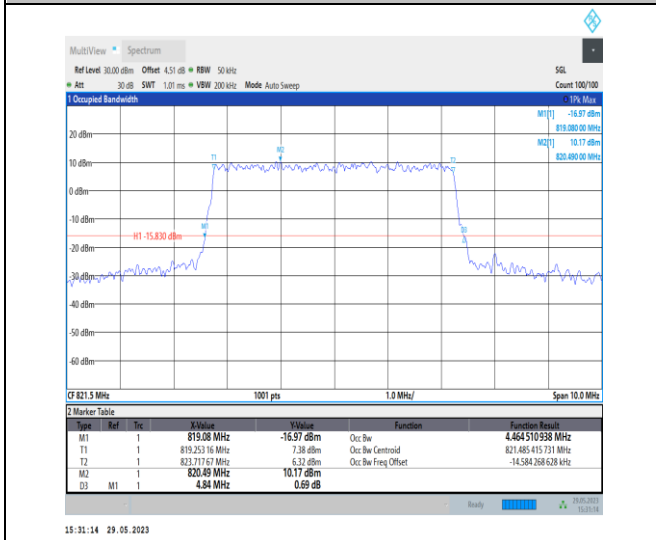 MultiView Spectrum
Ref Level 30.00 dBm Offset 4.51 dB RBW 50 kHz SGL
Att 30 dB SWT 1.01 ms VBW 200 kHz Mode Auto Sweep Count 100/100
1 Occupied Bandwidth 1Pk Max
M1[1] -16.97 dBm
819.080 00 MHz
M2[1] 10.17 dBm
820.490 00 MHz
20 dBm
M2
T1 T2
10 dBm
0 dBm
-10 dBm
M1 D3
H1 -15.830 dBm
-20 dBm
-30 dBm
-40 dBm
-50 dBm
-60 dBm
CF 821.5 MHz 1001 pts 1.0 MHz/ Span 10.0 MHz
2 Marker Table
Type Ref Trc X-Value Y-Value Function Function Result
M1 1 819.08 MHz -16.97 dBm Occ Bw 4.464 510 938 MHz
T1 1 819.253 16 MHz 7.38 dBm Occ Bw Centroid 821.485 415 731 MHz
T2 1 823.717 67 MHz 6.32 dBm Occ Bw Freq Offset -14.584 268 628 kHz
M2 1 820.49 MHz 10.17 dBm
D3 M1 1 4.84 MHz 0.69 dB
Ready 29.05.2023
15:31:14 29.05.2023